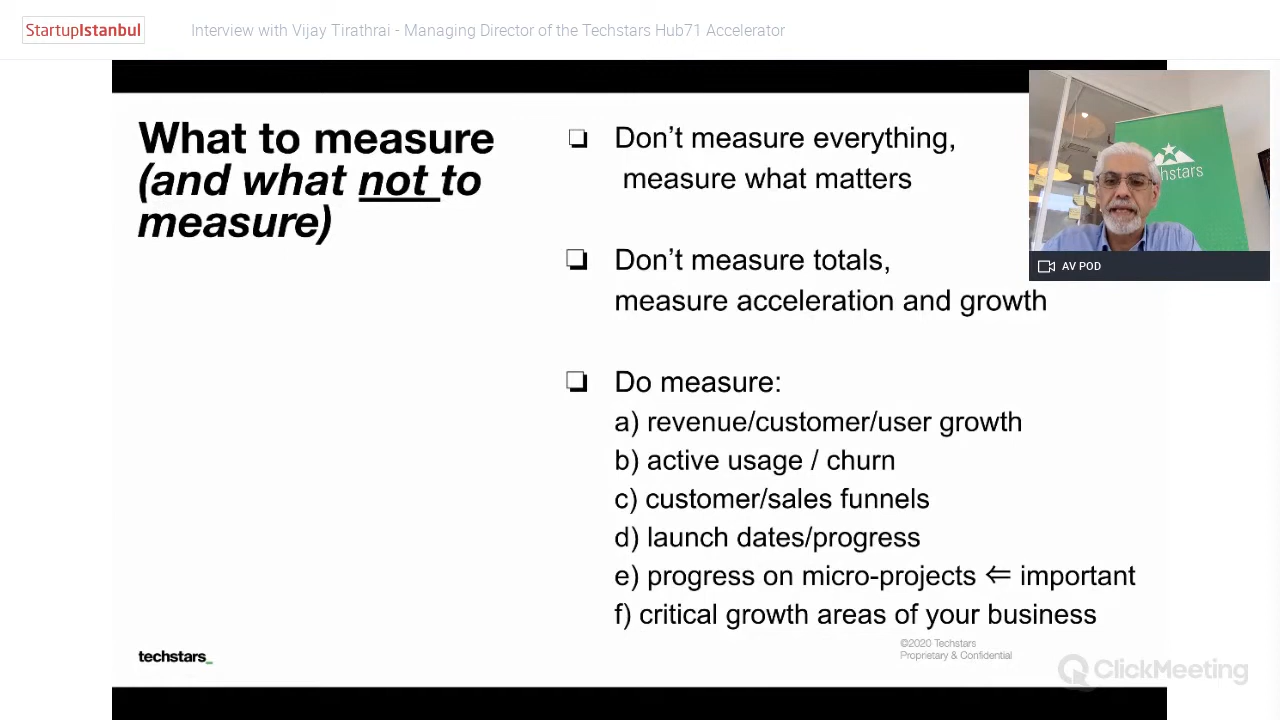 StartupIstanbul
Interview with Vijay Tirathrai - Managing Director of the Techstars Hub71 Accelerator
What to measure
(and what not to
measure)
Don’t measure everything,
measure what matters
Don’t measure totals,
measure acceleration and growth
Do measure:
a) revenue/customer/user growth
b) active usage / churn
c) customer/sales funnels
d) launch dates/progress
e) progress on micro-projects ⇐ important
f) critical growth areas of your business
chstars
AV POD
techstars_
©2020 Techstars
Proprietary & Confidential
ClickMeeting